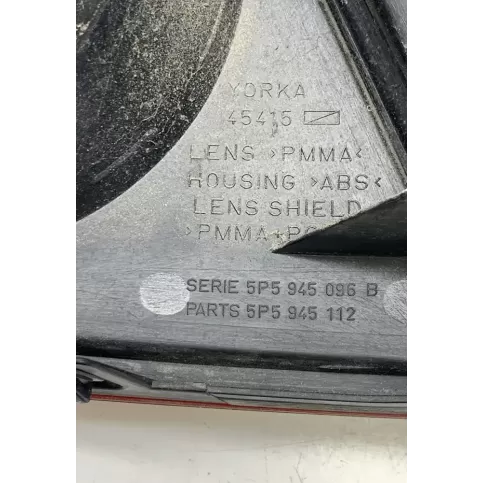 YORKA
45415
LENS >PMMA<
HOUSING >ABS<
LENS SHIELD
>PMMA
SERIE 5P5 945 096 B
PARTS 5P5 945 112